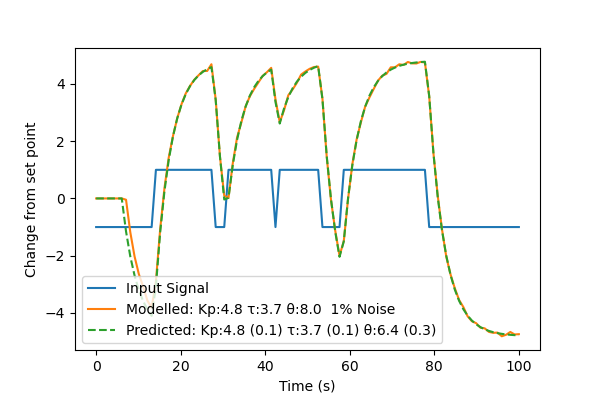 4
2
0
−2
−4
Change from set point
Input Signal
Modelled: Kp:4.8 τ:3.7 θ:8.0  1% Noise
Predicted: Kp:4.8 (0.1) τ:3.7 (0.1) θ:6.4 (0.3)
0 20 40 60 80 100
Time (s)